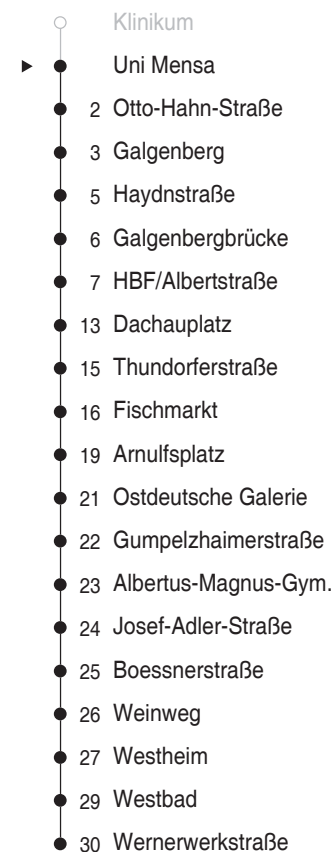 Klinikum
Uni Mensa
2 Otto-Hahn-Straße
3 Galgenberg
5 Haydnstraße
6 Galgenbergbrücke
7 HBF/Albertstraße
13 Dachauplatz
15 Thundorferstraße
16 Fischmarkt
19 Arnulfsplatz
21 Ostdeutsche Galerie
22 Gumpelzhaimerstraße
23 Albertus-Magnus-Gym.
24 Josef-Adler-Straße
25 Boessnerstraße
26 Weinweg
27 Westheim
29 Westbad
30 Wernerwerkstraße